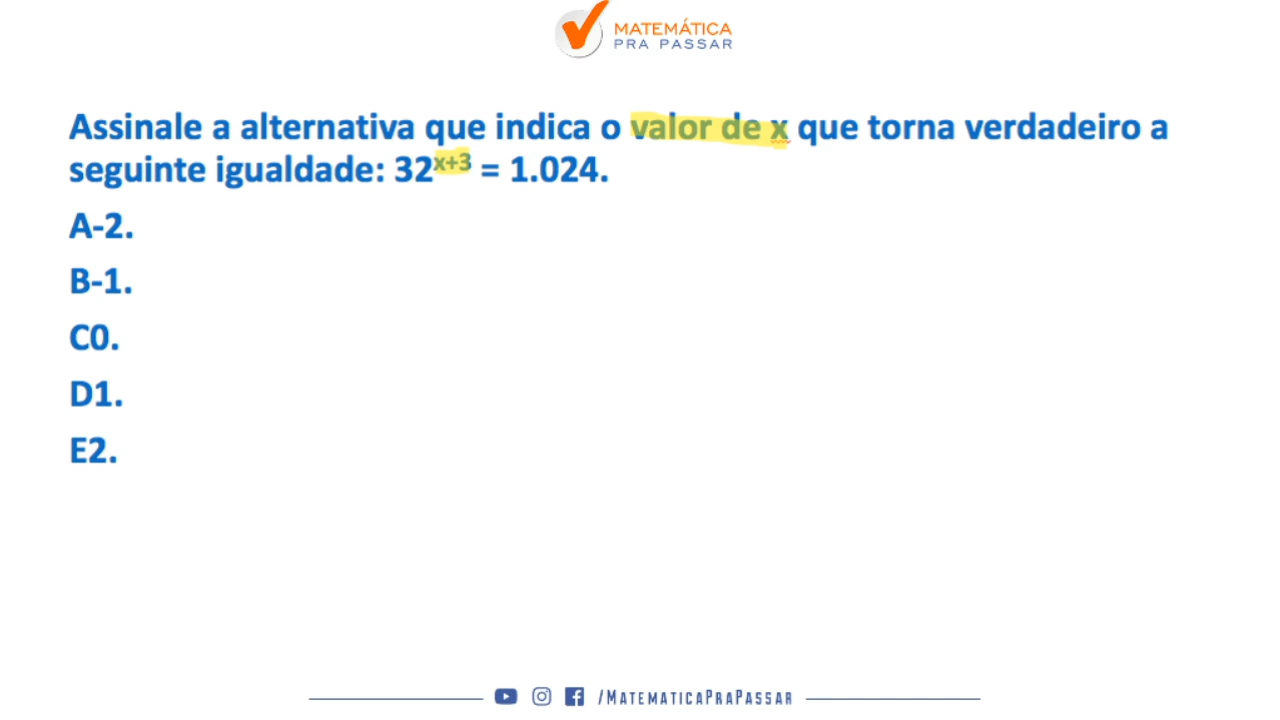 MATEMÁTICA
PRA PASSAR
Assinale a alternativa que indica o valor de x que torna verdadeiro a
seguinte igualdade: 32ˣ⁺³ = 1.024.
A-2.
B-1.
C0.
D1.
E2.
/MATEMATICAPRAPASSAR